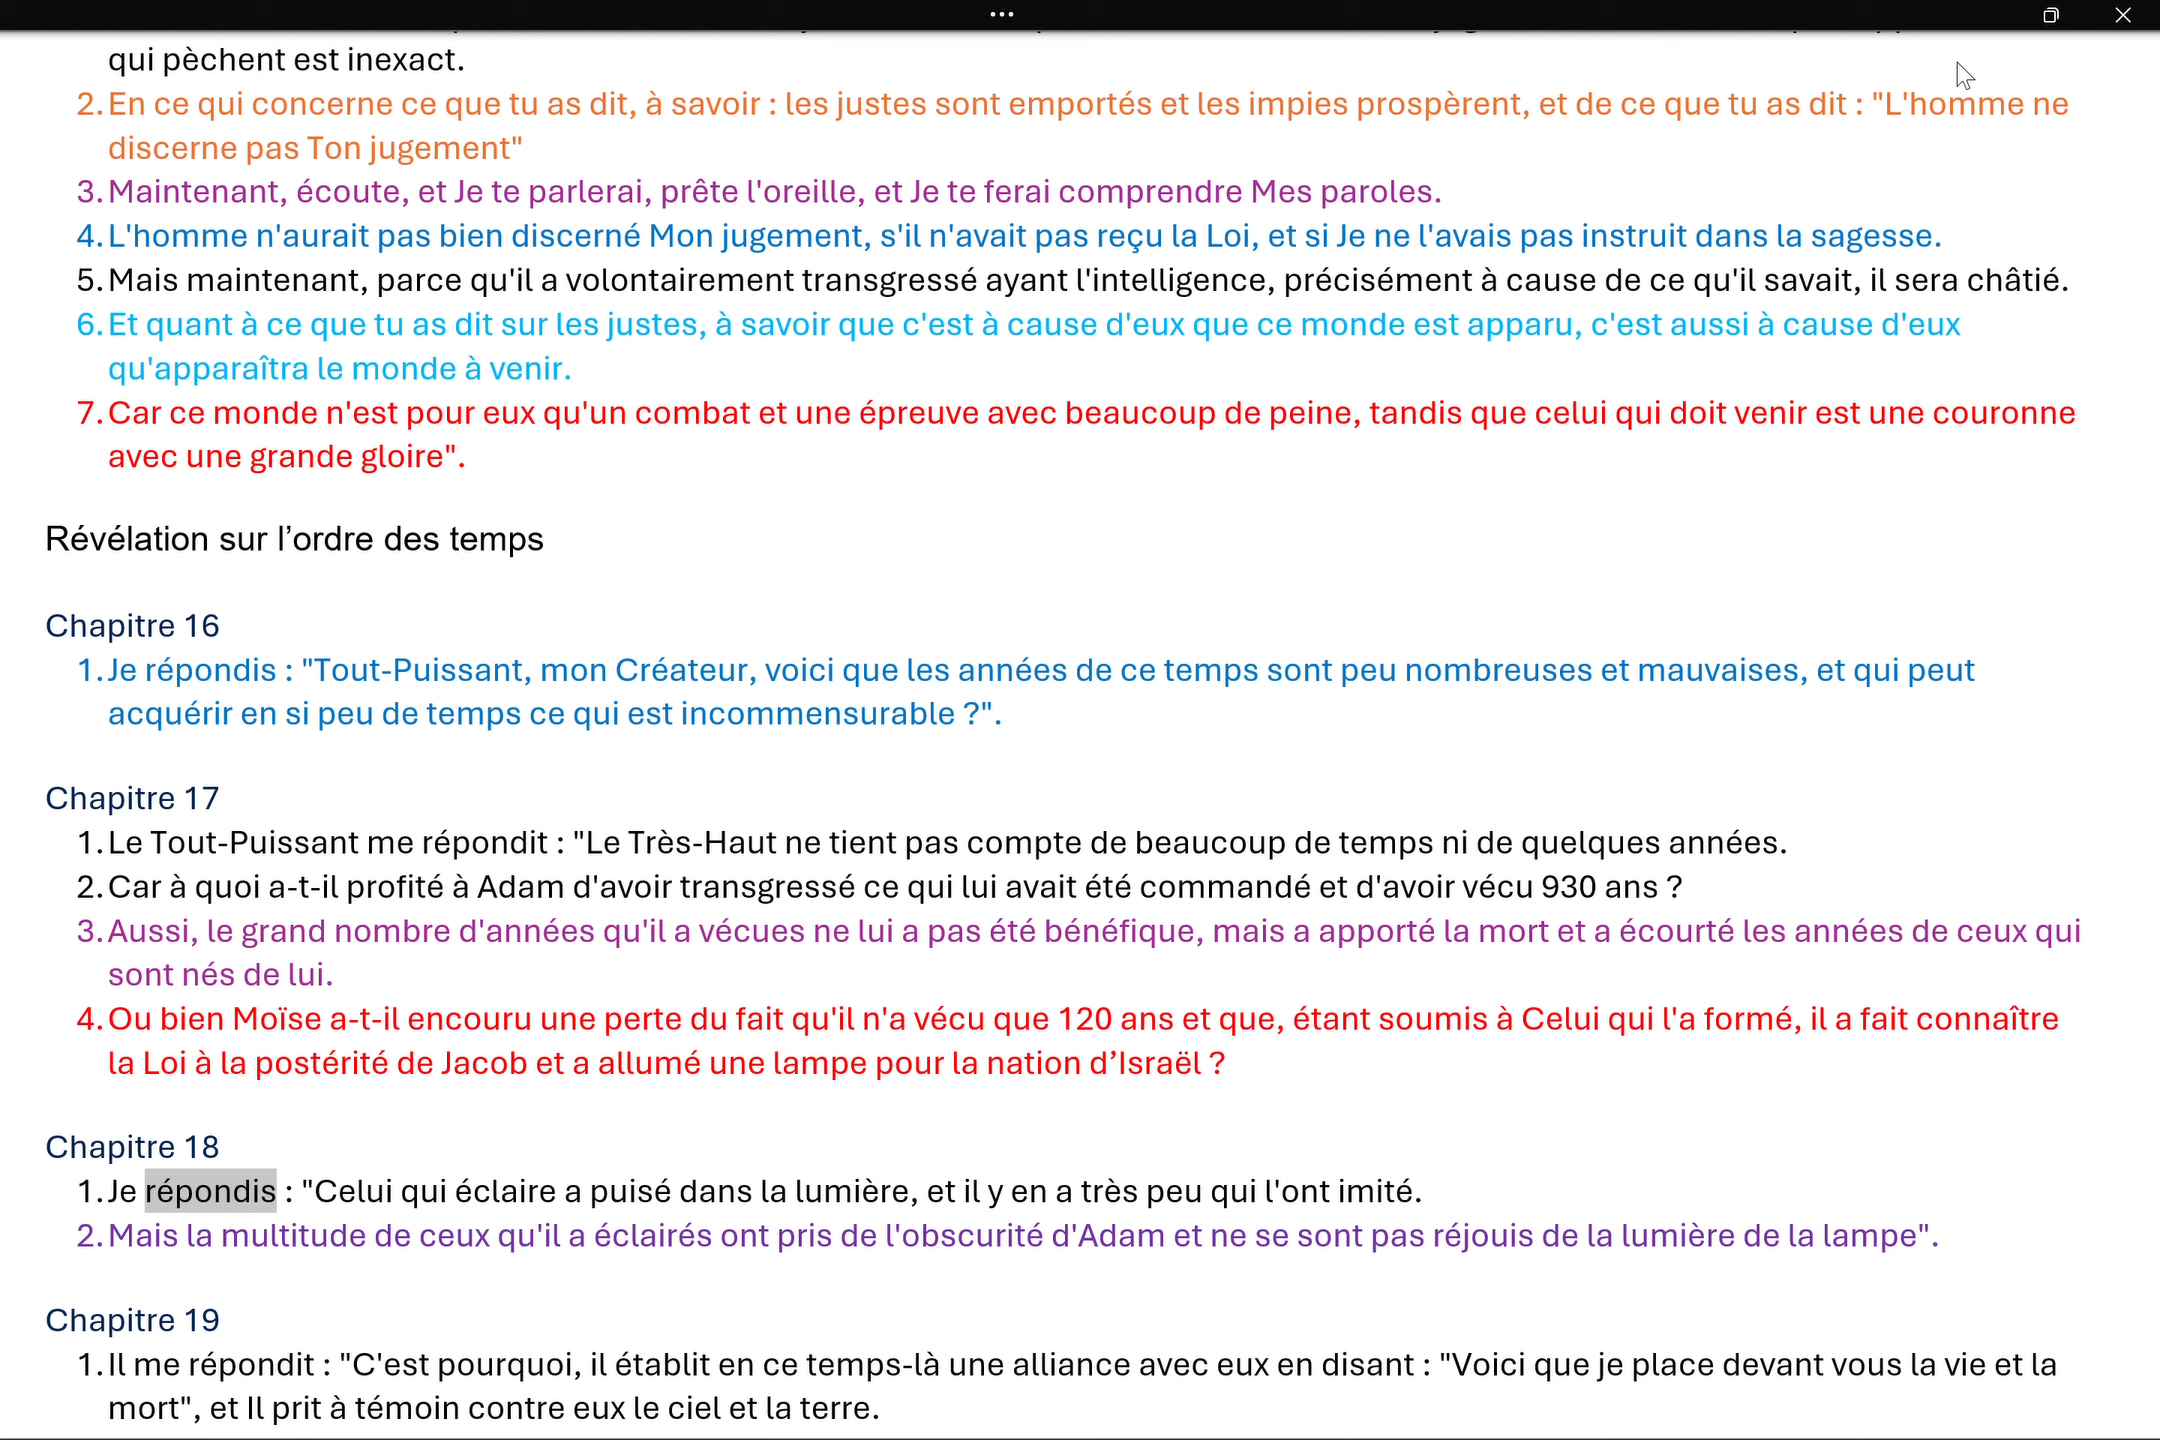 qui pèchent est inexact.
2. En ce qui concerne ce que tu as dit, à savoir : les justes sont emportés et les impies prospèrent, et de ce que tu as dit : "L'homme ne
discerne pas Ton jugement"
3. Maintenant, écoute, et Je te parlerai, prête l'oreille, et Je te ferai comprendre Mes paroles.
4. L'homme n'aurait pas bien discerné Mon jugement, s'il n'avait pas reçu la Loi, et si Je ne l'avais pas instruit dans la sagesse.
5. Mais maintenant, parce qu'il a volontairement transgressé ayant l'intelligence, précisément à cause de ce qu'il savait, il sera châtié.
6. Et quant à ce que tu as dit sur les justes, à savoir que c'est à cause d'eux que ce monde est apparu, c'est aussi à cause d'eux
qu'apparaîtra le monde à venir.
7. Car ce monde n'est pour eux qu'un combat et une épreuve avec beaucoup de peine, tandis que celui qui doit venir est une couronne
avec une grande gloire".
Révélation sur l’ordre des temps
Chapitre 16
1. Je répondis : "Tout-Puissant, mon Créateur, voici que les années de ce temps sont peu nombreuses et mauvaises, et qui peut
acquérir en si peu de temps ce qui est incommensurable ?".
Chapitre 17
1. Le Tout-Puissant me répondit : "Le Très-Haut ne tient pas compte de beaucoup de temps ni de quelques années.
2. Car à quoi a-t-il profité à Adam d'avoir transgressé ce qui lui avait été commandé et d'avoir vécu 930 ans ?
3. Aussi, le grand nombre d'années qu'il a vécues ne lui a pas été bénéfique, mais a apporté la mort et a écourté les années de ceux qui
sont nés de lui.
4. Ou bien Moïse a-t-il encouru une perte du fait qu'il n'a vécu que 120 ans et que, étant soumis à Celui qui l'a formé, il a fait connaître
la Loi à la postérité de Jacob et a allumé une lampe pour la nation d’Israël ?
Chapitre 18
1. Je répondis : "Celui qui éclaire a puisé dans la lumière, et il y en a très peu qui l'ont imité.
2. Mais la multitude de ceux qu'il a éclairés ont pris de l'obscurité d'Adam et ne se sont pas réjouis de la lumière de la lampe".
Chapitre 19
1. Il me répondit : "C'est pourquoi, il établit en ce temps-là une alliance avec eux en disant : "Voici que je place devant vous la vie et la
mort", et Il prit à témoin contre eux le ciel et la terre.